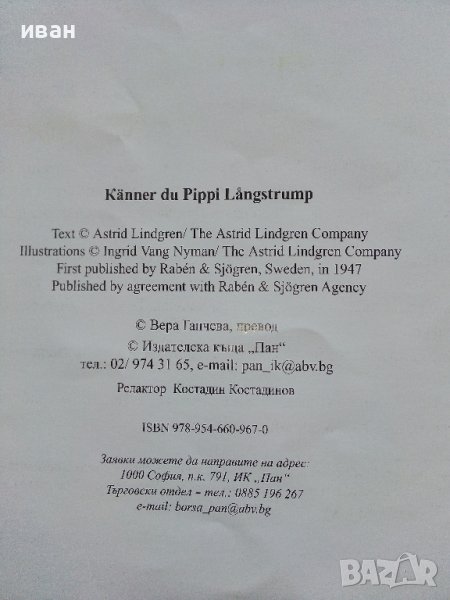 иван
Känner du Pippi Långstrump
Text © Astrid Lindgren/ The Astrid Lindgren Company
Illustrations © Ingrid Vang Nyman/ The Astrid Lindgren Company
First published by Rabén & Sjögren, Sweden, in 1947
Published by agreement with Rabén & Sjögren Agency
© Вера Ганчева, превод
© Издателска къща „Пан“
тел.: 02/ 974 31 65, e-mail: pan_ik@abv.bg
Редактор Костадин Костадинов
ISBN 978-954-660-967-0
Заявки можете да направите на адрес:
1000 София, п.к. 791, ИК „Пан“
Търговски отдел – тел.: 0885 196 267
e-mail: borsa_pan@abv.bg
BAZAR